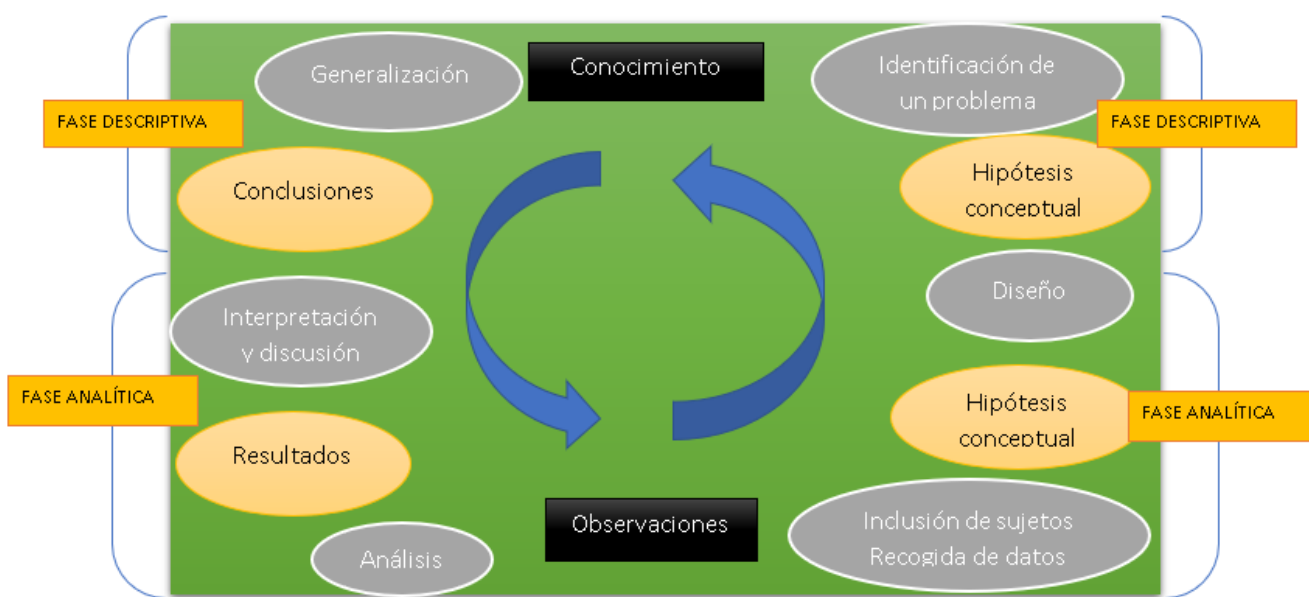 Generalización
Conocimiento
Identificación de
un problema
FASE DESCRIPTIVA
FASE DESCRIPTIVA
Conclusiones
Hipótesis
conceptual
Diseño
Interpretación
y discusión
FASE ANALÍTICA
Hipótesis
conceptual
FASE ANALÍTICA
Resultados
Observaciones
Inclusión de sujetos
Recogida de datos
Análisis